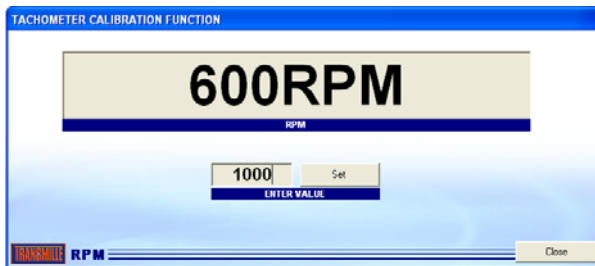 TACHOMETER CALIBRATION FUNCTION
600RPM
RPM
1000 Set
ENTER VALUE
TRANSMILLE RPM Close